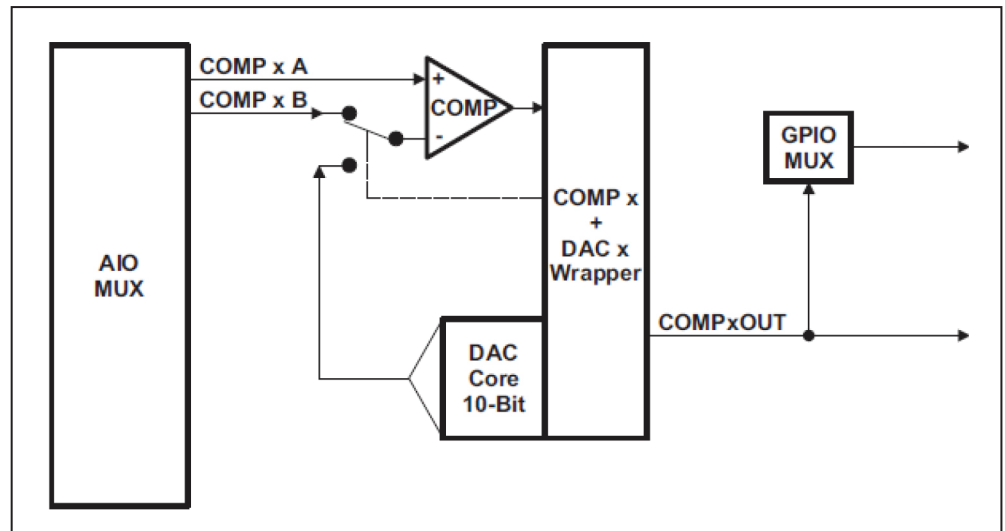 COMP x A
COMP x B
+
COMP
-
GPIO
MUX
AIO
MUX
COMP x
+
DAC x
Wrapper
COMPxOUT
DAC
Core
10-Bit